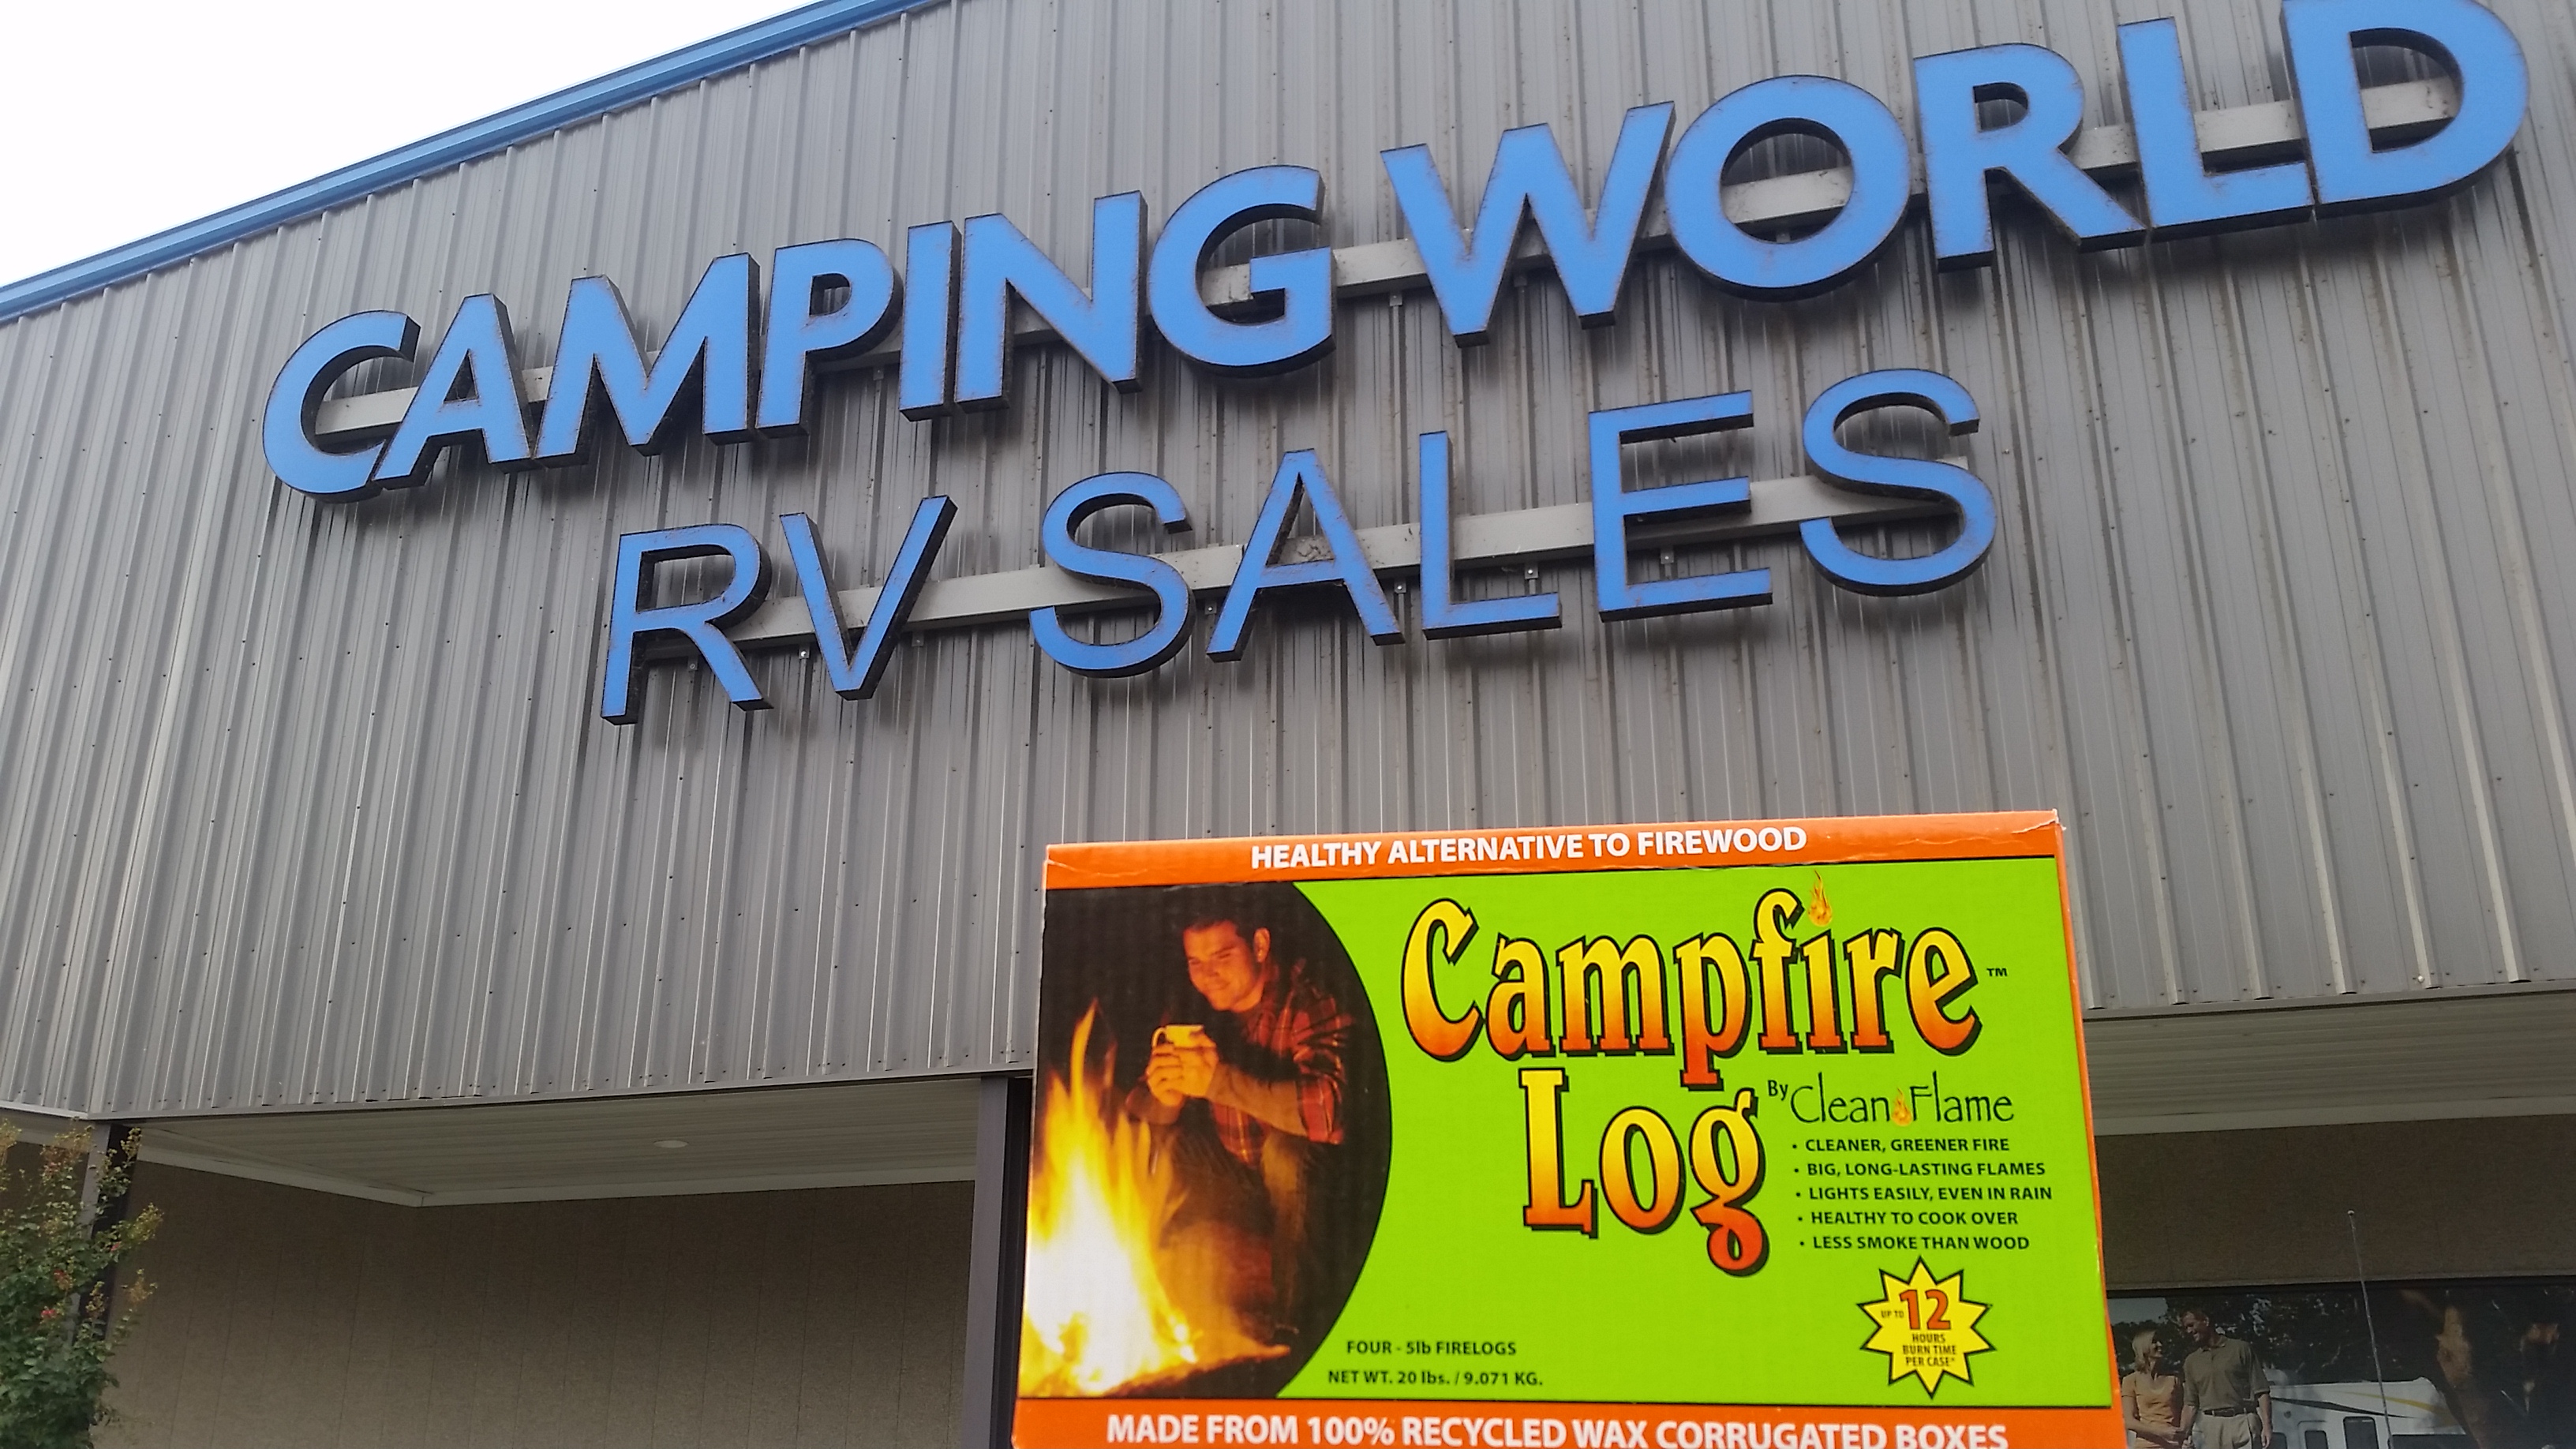 CAMPING WORLD
RV SALES
HEALTHY ALTERNATIVE TO FIREWOOD
Campfire™
Log
By Clean Flame
• CLEANER, GREENER FIRE
• BIG, LONG-LASTING FLAMES
• LIGHTS EASILY, EVEN IN RAIN
• HEALTHY TO COOK OVER
• LESS SMOKE THAN WOOD
UP TO 12
HOURS
BURN TIME
PER CASE*
FOUR - 5lb FIRELOGS
NET WT. 20 lbs. / 9.071 KG.
MADE FROM 100% RECYCLED WAX CORRUGATED BOXES